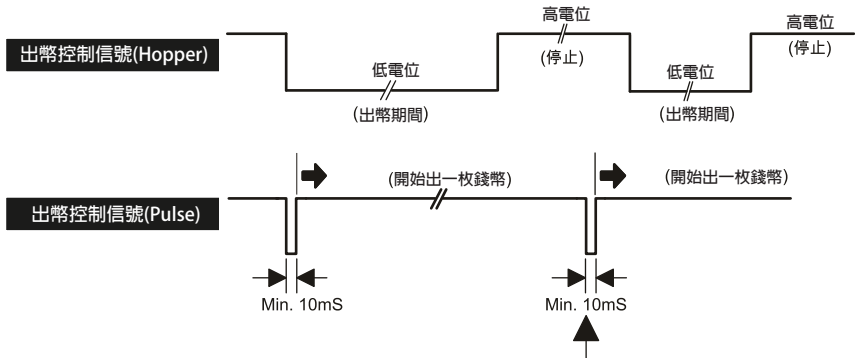 高電位
高電位
出幣控制信號(Hopper)
(停止)
(停止)
低電位
低電位
(出幣期間)
(出幣期間)
(開始出一枚錢幣)
(開始出一枚錢幣)
出幣控制信號(Pulse)
Min. 10mS
Min. 10mS